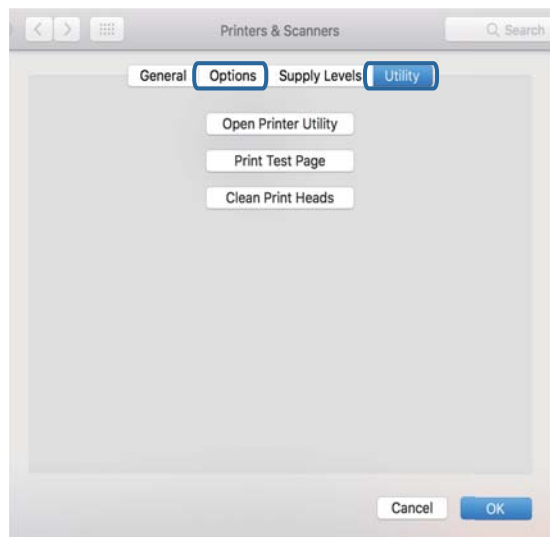 Printers & Scanners Search
General Options Supply Levels Utility
Open Printer Utility
Print Test Page
Clean Print Heads
Cancel OK